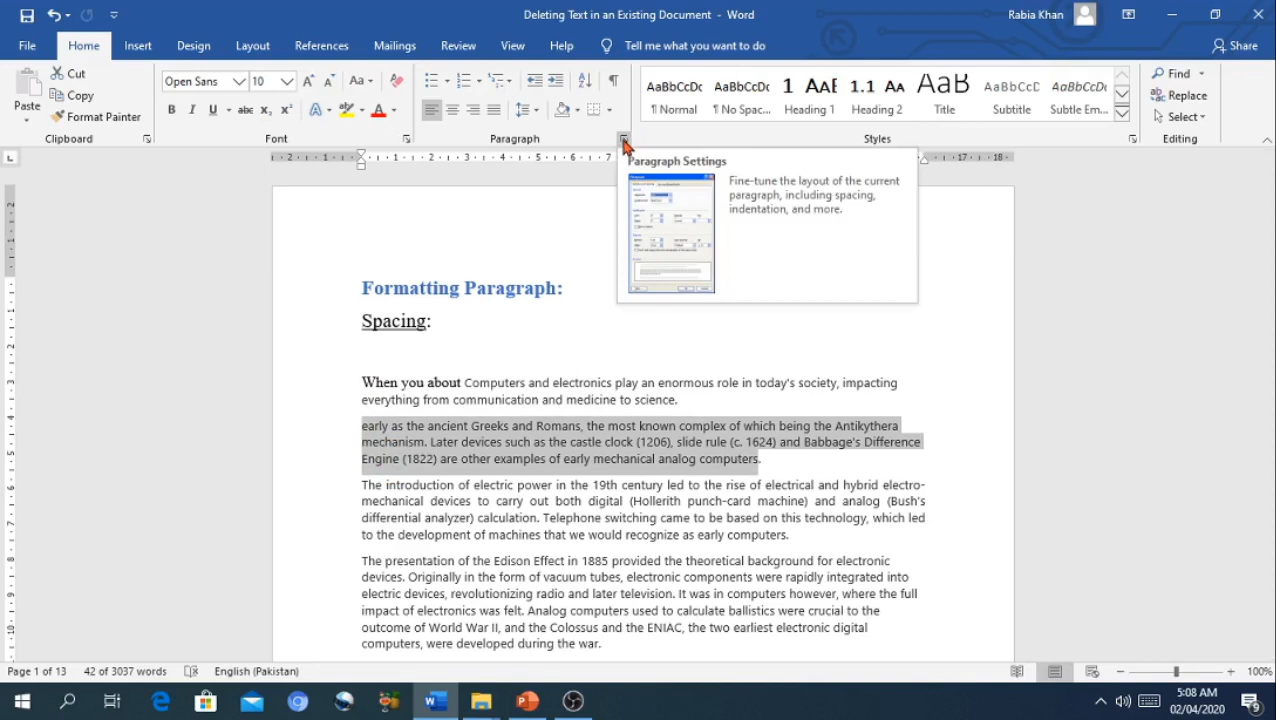 Deleting Text in an Existing Document - Word
Rabia Khan
File Home Insert Design Layout References Mailings Review View Help Tell me what you want to do Share
Paste
Cut
Copy
Format Painter
Clipboard
Open Sans 10
Font
Paragraph
AaBbCcDc ¶ Normal
AaBbCcDc ¶ No Spac...
1 AaE Heading 1
1.1 Aa Heading 2
AaB Title
AaBbCcD Subtitle
AaBbCcDc Subtle Em...
Styles
Find
Replace
Select
Editing
Paragraph Settings
Fine-tune the layout of the current
paragraph, including spacing,
indentation, and more.
Formatting Paragraph:
Spacing:
When you about Computers and electronics play an enormous role in today's society, impacting
everything from communication and medicine to science.
early as the ancient Greeks and Romans, the most known complex of which being the Antikythera
mechanism. Later devices such as the castle clock (1206), slide rule (c. 1624) and Babbage's Difference
Engine (1822) are other examples of early mechanical analog computers.
The introduction of electric power in the 19th century led to the rise of electrical and hybrid electro-
mechanical devices to carry out both digital (Hollerith punch-card machine) and analog (Bush's
differential analyzer) calculation. Telephone switching came to be based on this technology, which led
to the development of machines that we would recognize as early computers.
The presentation of the Edison Effect in 1885 provided the theoretical background for electronic
devices. Originally in the form of vacuum tubes, electronic components were rapidly integrated into
electric devices, revolutionizing radio and later television. It was in computers however, where the full
impact of electronics was felt. Analog computers used to calculate ballistics were crucial to the
outcome of World War II, and the Colossus and the ENIAC, the two earliest electronic digital
computers, were developed during the war.
Page 1 of 13 42 of 3037 words English (Pakistan) 100%
5:08 AM
02/04/2020